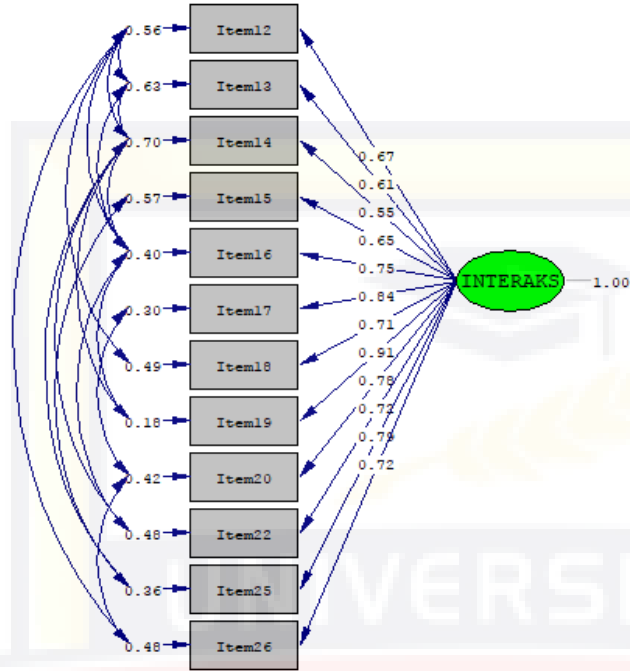 0.56 Item12
0.63 Item13
0.70 Item14
0.57 Item15
0.40 Item16
0.30 Item17
0.49 Item18
0.18 Item19
0.42 Item20
0.48 Item22
0.36 Item25
0.48 Item26
0.67
0.61
0.55
0.65
0.75
0.84
0.71
0.91
0.78
0.72
0.79
0.72
INTERAKS 1.00